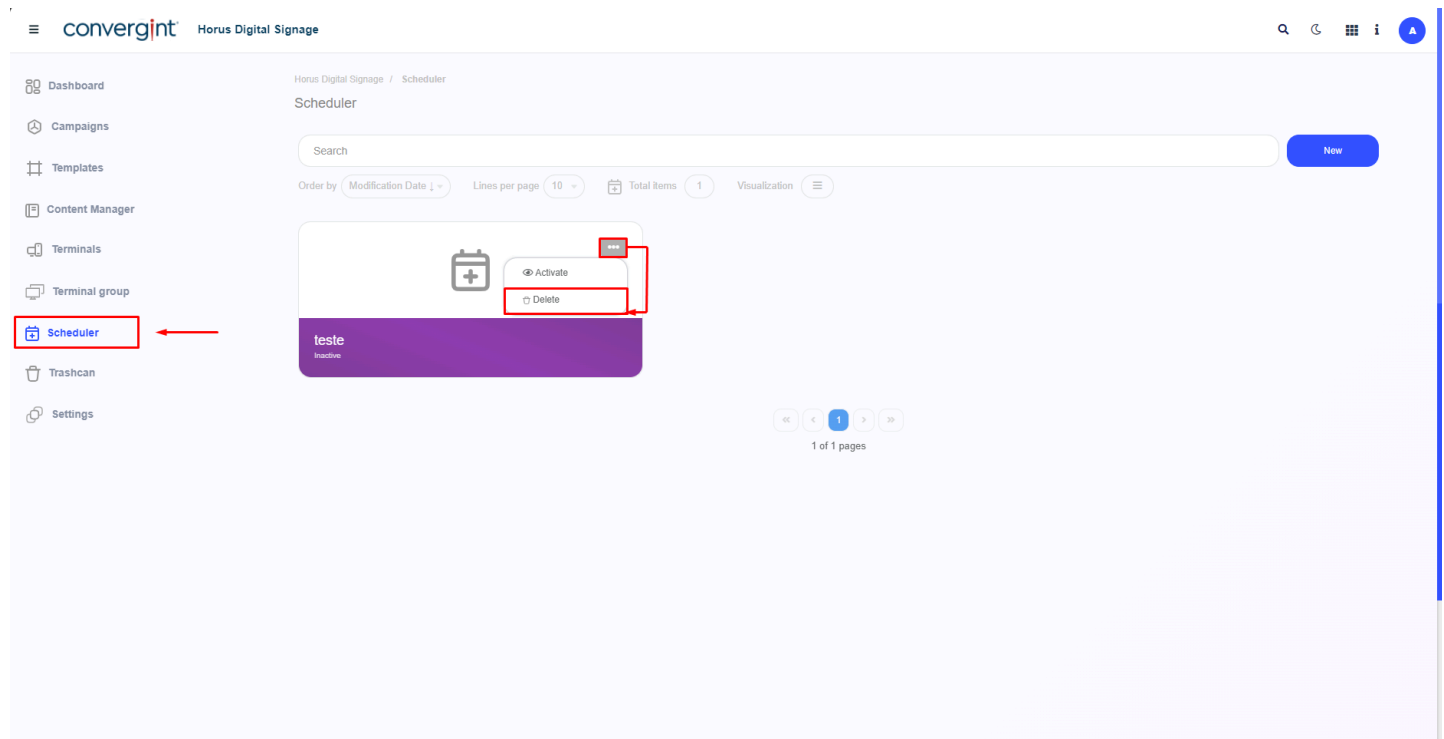 convergint Horus Digital Signage i A
Dashboard
Campaigns
Templates
Content Manager
Terminals
Terminal group
Scheduler
Trashcan
Settings
Horus Digital Signage / Scheduler
Scheduler
Search New
Order by Modification Date ↓ Lines per page 10 Total items 1 Visualization
Activate
Delete
teste
Inactive
« < 1 > »
1 of 1 pages